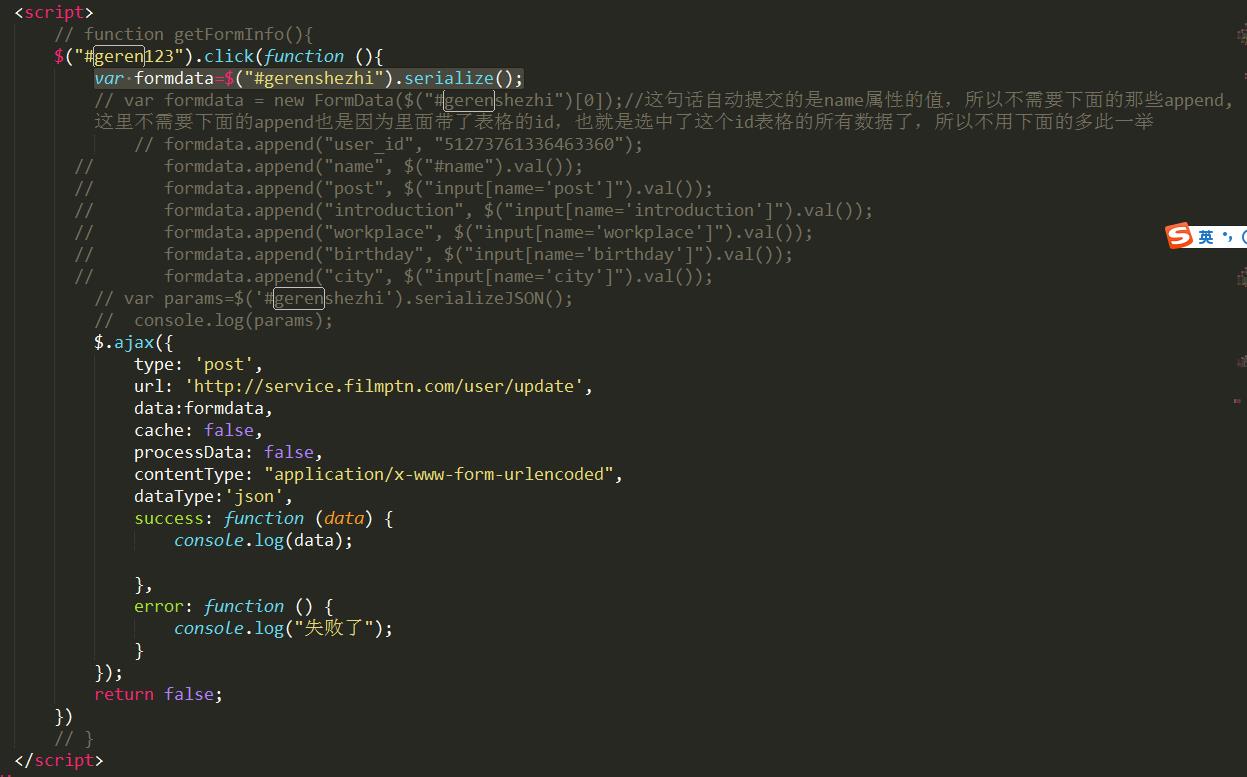 <script>
// function getFormInfo(){
$("#geren123").click(function (){
var formdata=$("#gerenshezhi").serialize();
// var formdata = new FormData($("#gerenshezhi")[0]);//这句话自动提交的是name属性的值，所以不需要下面的那些append,
这里不需要下面的append也是因为里面带了表格的id，也就是选中了这个id表格的所有数据了，所以不用下面的多此一举
// formdata.append("user_id", "51273761336463360");
// formdata.append("name", $("#name").val());
// formdata.append("post", $("input[name='post']").val());
// formdata.append("introduction", $("input[name='introduction']").val());
// formdata.append("workplace", $("input[name='workplace']").val());
// formdata.append("birthday", $("input[name='birthday']").val());
// formdata.append("city", $("input[name='city']").val());
// var params=$('#gerenshezhi').serializeJSON();
// console.log(params);
$.ajax({
type: 'post',
url: 'http://service.filmptn.com/user/update',
data:formdata,
cache: false,
processData: false,
contentType: "application/x-www-form-urlencoded",
dataType:'json',
success: function (data) {
console.log(data);
},
error: function () {
console.log("失败了");
}
});
return false;
})
// }
</script>
S 英